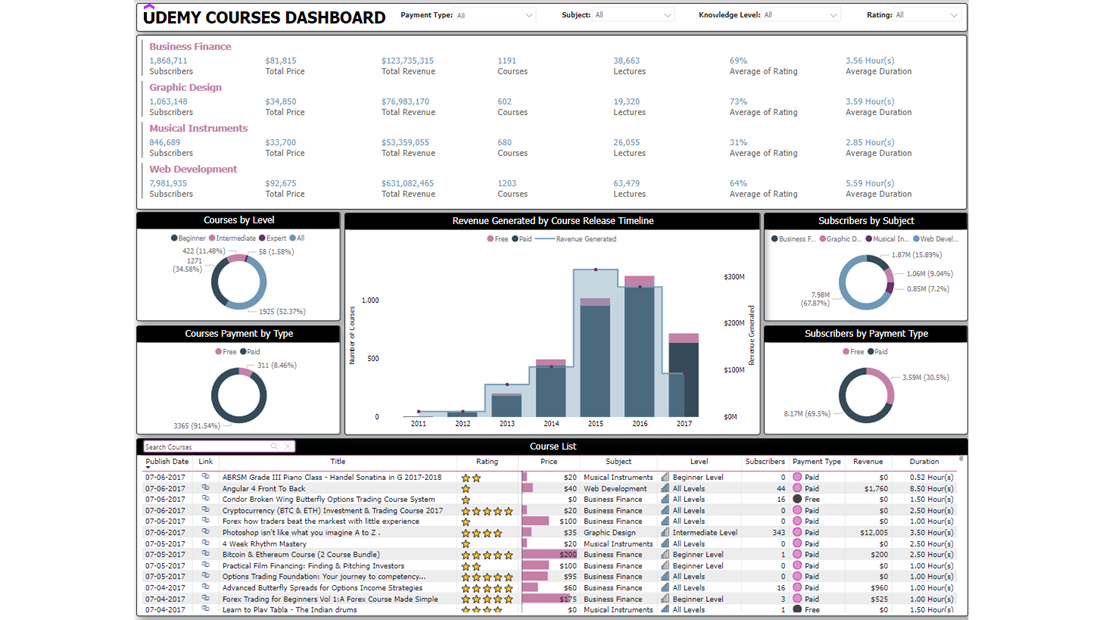 UDEMY COURSES DASHBOARD Payment Type: All Subject: All Knowledge Level: All Rating: All
Business Finance
1,868,711 $81,815 $123,735,315 1191 38,663 69% 3.56 Hour(s)
Subscribers Total Price Total Revenue Courses Lectures Average of Rating Average Duration
Graphic Design
1,063,148 $34,850 $76,983,170 602 19,320 73% 3.59 Hour(s)
Subscribers Total Price Total Revenue Courses Lectures Average of Rating Average Duration
Musical Instruments
846,689 $33,700 $53,359,055 680 26,055 31% 2.85 Hour(s)
Subscribers Total Price Total Revenue Courses Lectures Average of Rating Average Duration
Web Development
7,981,935 $92,675 $631,082,465 1203 63,479 64% 5.59 Hour(s)
Subscribers Total Price Total Revenue Courses Lectures Average of Rating Average Duration
Courses by Level
Beginner Intermediate Expert All
422 (11.48%) 58 (1.58%)
1271
(34.58%)
1925 (52.37%)
Courses Payment by Type
Free Paid
311 (8.46%)
3365 (91.54%)
Revenue Generated by Course Release Timeline
Free Paid Revenue Generated
Number of Courses
1,000
500
0
$300M
$200M
$100M
$0M
Revenue Generated
2011 2012 2013 2014 2015 2016 2017
Subscribers by Subject
Business F... Graphic D... Musical In... Web Devel...
1.87M (15.89%)
1.06M (9.04%)
0.85M (7.2%)
7.98M
(67.87%)
Subscribers by Payment Type
Free Paid
3.59M (30.5%)
8.17M (69.5%)
Search Courses Course List
Publish Date Link Title Rating Price Subject Level Subscribers Payment Type Revenue Duration
07-06-2017 ABRSM Grade III Piano Class - Handel Sonatina in G 2017-2018 $20 Musical Instruments Beginner Level 0 Paid $0 0.52 Hour(s)
07-06-2017 Angular 4 Front To Back $40 Web Development All Levels 44 Paid $1,760 8.50 Hour(s)
07-06-2017 Condor Broken Wing Butterfly Options Trading Course System $0 Business Finance All Levels 16 Free $0 1.50 Hour(s)
07-06-2017 Cryptocurrency (BTC & ETH) Investment & Trading Course 2017 $20 Business Finance All Levels 0 Paid $0 2.50 Hour(s)
07-06-2017 Forex how traders beat the markest with little experience $100 Business Finance All Levels 0 Paid $0 1.00 Hour(s)
07-06-2017 Photoshop isn't like what you imagine A to Z . $35 Graphic Design Intermediate Level 343 Paid $12,005 3.50 Hour(s)
07-05-2017 4 Week Rhythm Mastery $20 Musical Instruments All Levels 0 Paid $0 2.50 Hour(s)
07-05-2017 Bitcoin & Ethereum Course (2 Course Bundle) $200 Business Finance Beginner Level 1 Paid $200 2.00 Hour(s)
07-05-2017 Practical Film Financing: Finding & Pitching Investors $100 Business Finance Beginner Level 0 Paid $0 1.00 Hour(s)
07-05-2017 Options Trading Foundation: Your journey to competency... $95 Business Finance All Levels 0 Paid $0 1.00 Hour(s)
07-04-2017 Advanced Butterfly Spreads for Options Income Strategies $60 Business Finance All Levels 16 Paid $960 1.00 Hour(s)
07-04-2017 Forex Trading for Beginners Vol 1:A Forex Course Made Simple $175 Business Finance Beginner Level 3 Paid $525 1.00 Hour(s)
07-04-2017 Learn to Play Tabla - The Indian drums $0 Musical Instruments All Levels 1 Free $0 1.50 Hour(s)